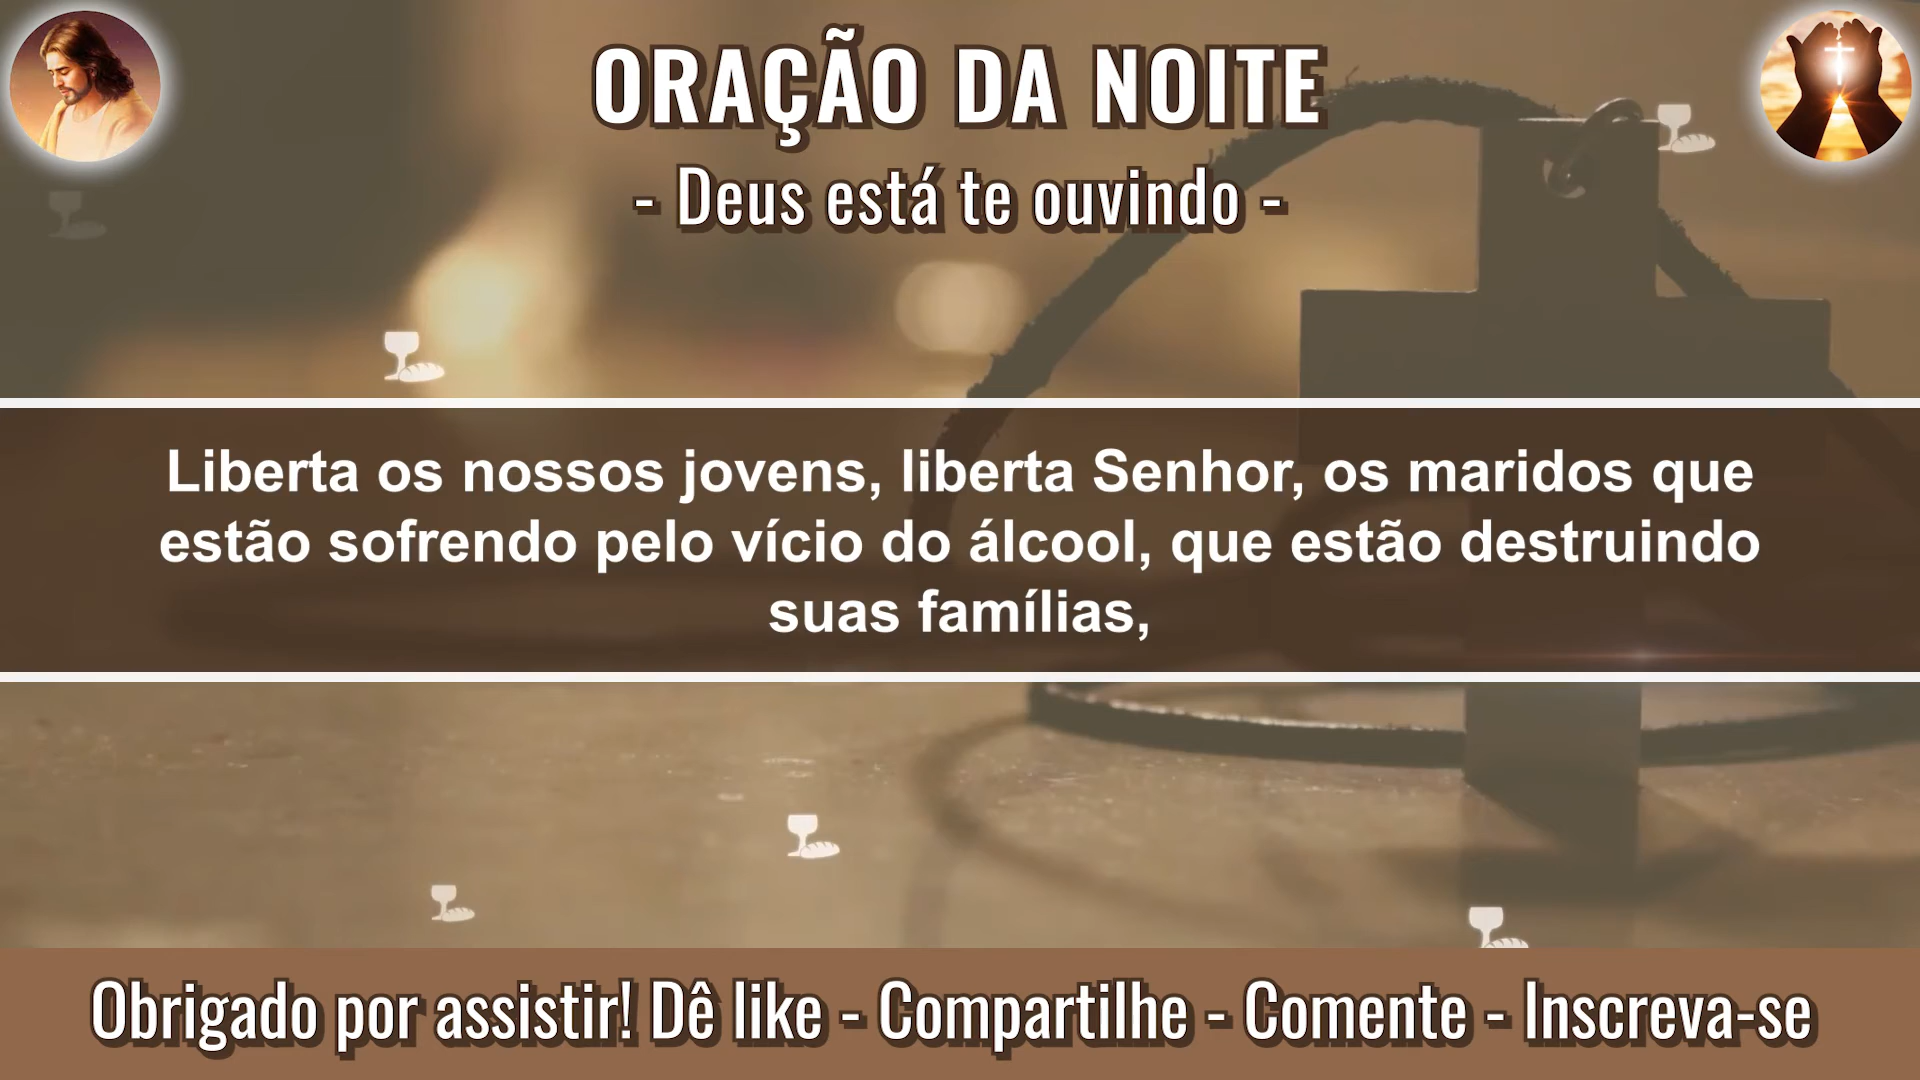 ORAÇÃO DA NOITE
- Deus está te ouvindo -
Liberta os nossos jovens, liberta Senhor, os maridos que
estão sofrendo pelo vício do álcool, que estão destruindo
suas famílias,
Obrigado por assistir! Dê like - Compartilhe - Comente - Inscreva-se